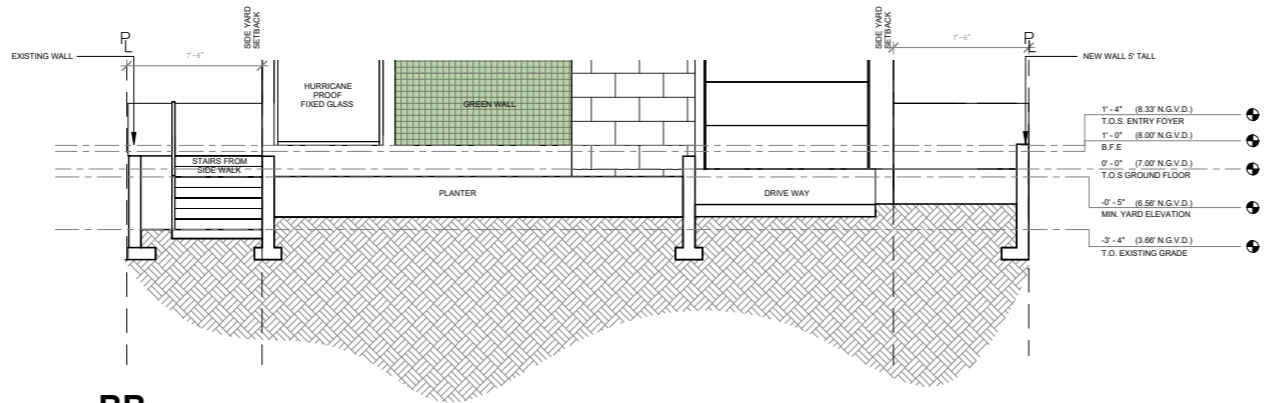 PL
SIDE YARD
SETBACK
SIDE YARD
SETBACK
PL
EXISTING WALL
7'-6"
7'-6"
NEW WALL 5' TALL
HURRICANE
PROOF
FIXED GLASS
GREEN WALL
1' - 4" (8.33' N.G.V.D.)
T.O.S. ENTRY FOYER
1' - 0" (8.00' N.G.V.D.)
B.F.E
STAIRS FROM
SIDE WALK
0' - 0" (7.00' N.G.V.D.)
T.O.S GROUND FLOOR
PLANTER
DRIVE WAY
-0' - 5" (6.56' N.G.V.D.)
MIN. YARD ELEVATION
-3' - 4" (3.66' N.G.V.D.)
T.O. EXISTING GRADE